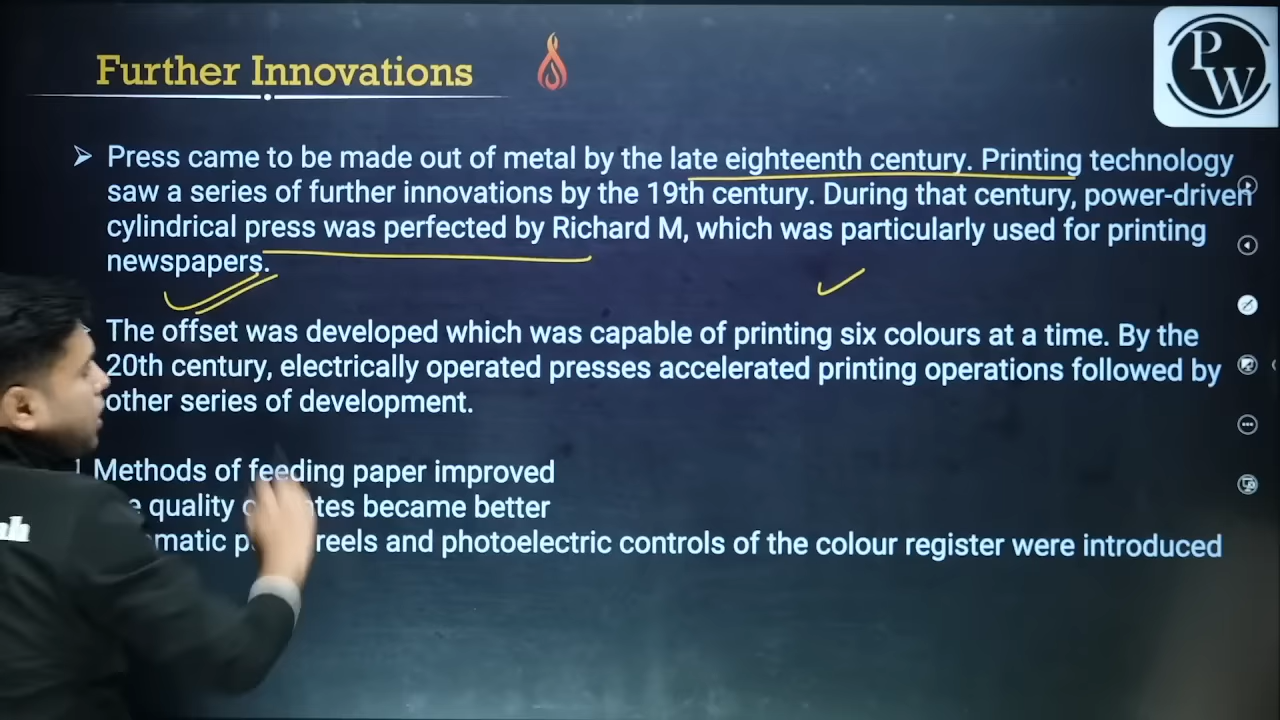 Further Innovations
PW
Press came to be made out of metal by the late eighteenth century. Printing technology
saw a series of further innovations by the 19th century. During that century, power-driven
cylindrical press was perfected by Richard M, which was particularly used for printing
newspapers.
The offset was developed which was capable of printing six colours at a time. By the
20th century, electrically operated presses accelerated printing operations followed by
other series of development.
Methods of feeding paper improved
quality became better
reels and photoelectric controls of the colour register were introduced